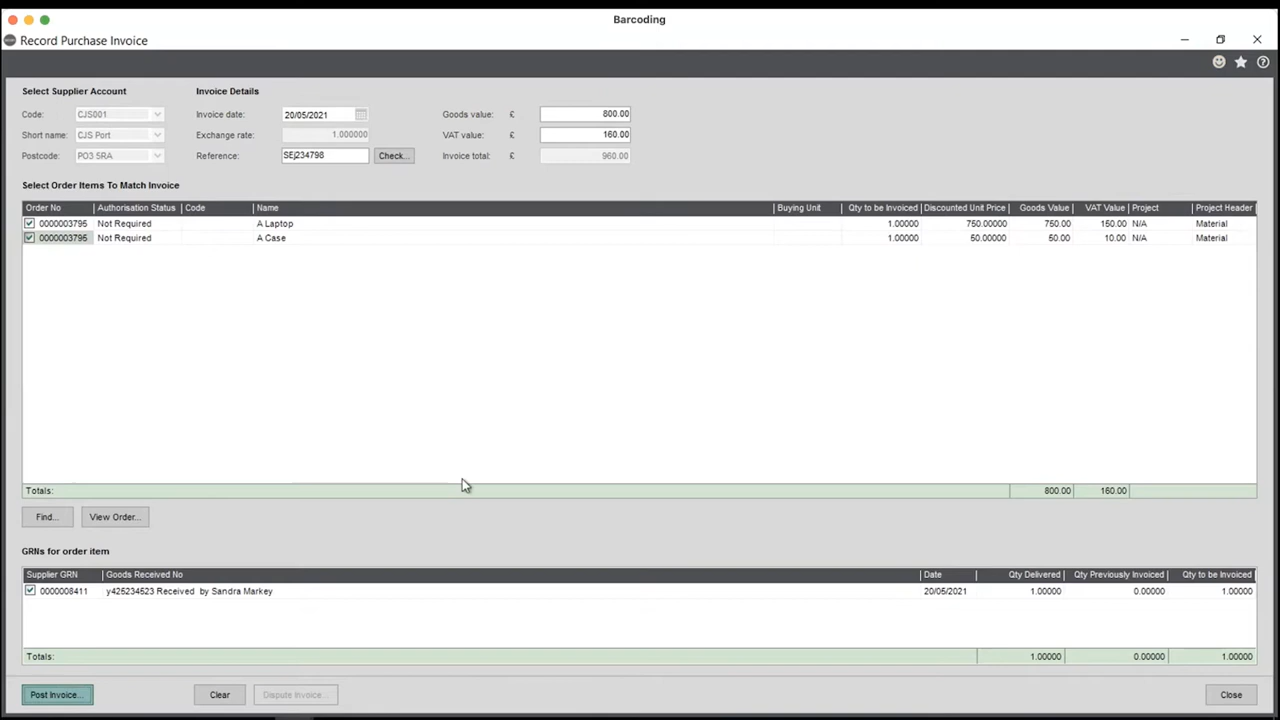 Barcoding
Record Purchase Invoice
Select Supplier Account
Invoice Details
Code: CJS001 Invoice date: 20/05/2021 Goods value: £ 800.00
Short name: CJS Port Exchange rate: 1.000000 VAT value: £ 160.00
Postcode: PO3 5RA Reference: SEj234798 Check... Invoice total: £ 960.00
Select Order Items To Match Invoice
Order No Authorisation Status Code Name Buying Unit Qty to be Invoiced Discounted Unit Price Goods Value VAT Value Project Project Header
0000003795 Not Required A Laptop 1.00000 750.00000 750.00 150.00 N/A Material
0000003795 Not Required A Case 1.00000 50.00000 50.00 10.00 N/A Material
Totals: 800.00 160.00
Find... View Order...
GRNs for order item
Supplier GRN Goods Received No Date Qty Delivered Qty Previously Invoiced Qty to be Invoiced
0000008411 y425234523 Received by Sandra Markey 20/05/2021 1.00000 0.00000 1.00000
Totals: 1.00000 0.00000 1.00000
Post Invoice... Clear Dispute Invoice... Close